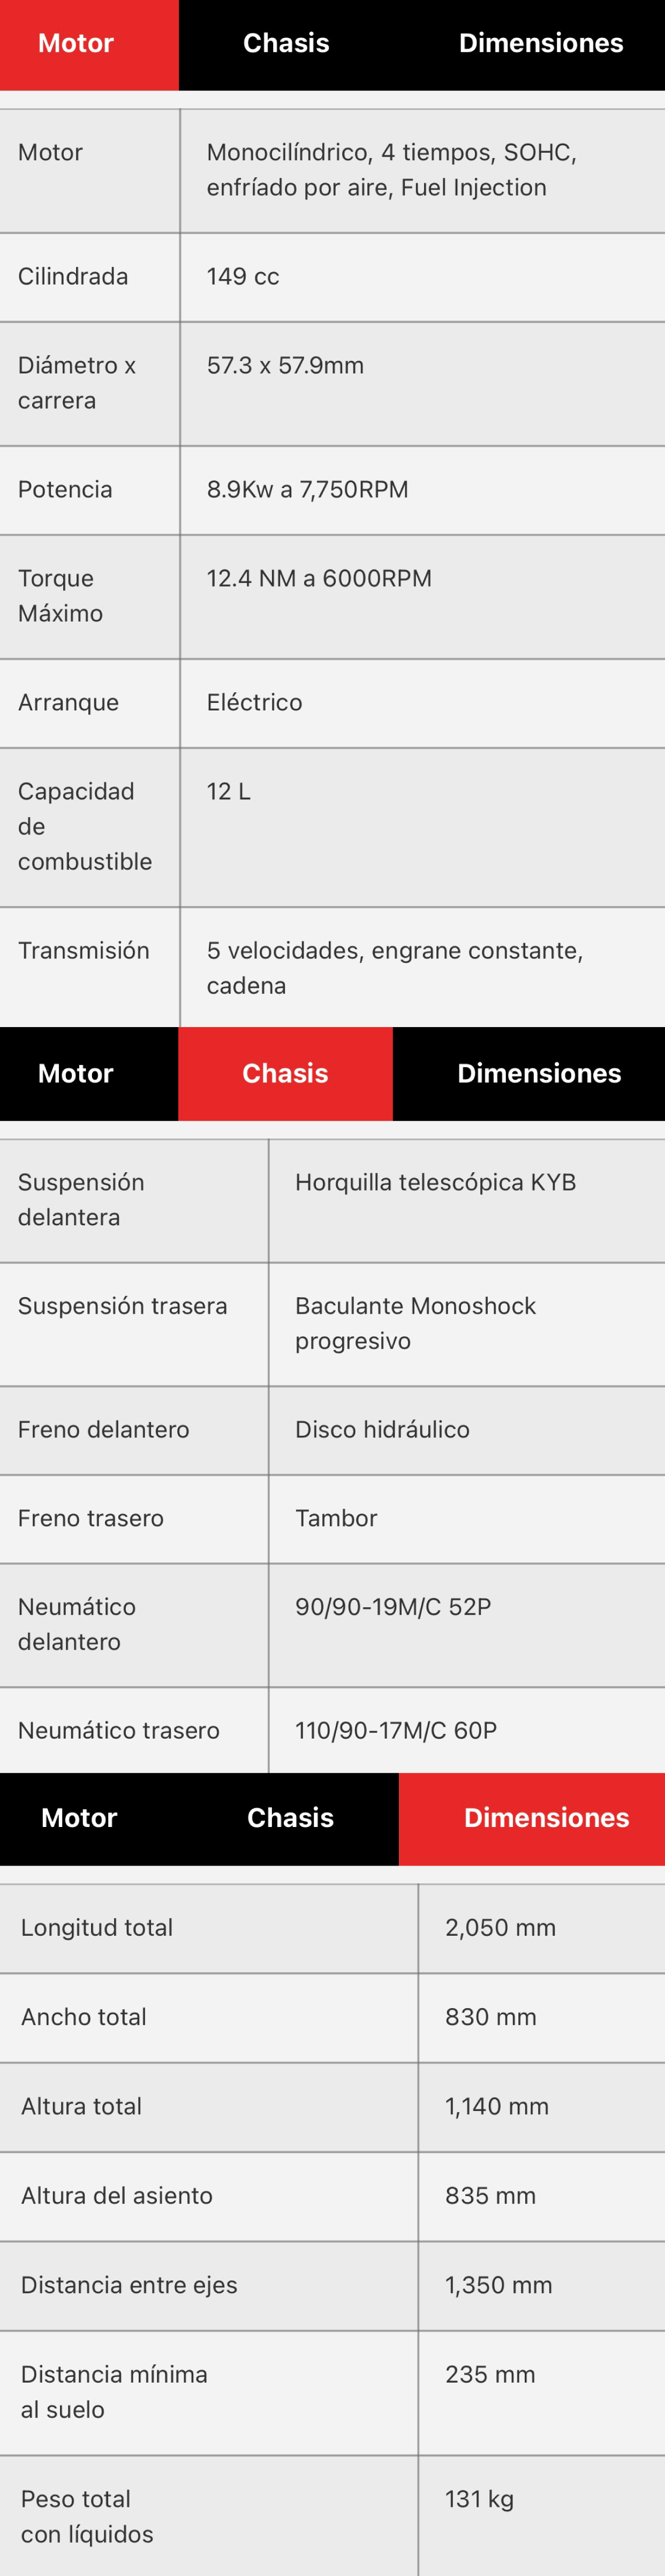 Motor Chasis Dimensiones
Motor Monocilíndrico, 4 tiempos, SOHC,
enfríado por aire, Fuel Injection
Cilindrada 149 cc
Diámetro x 57.3 x 57.9mm
carrera
Potencia 8.9Kw a 7,750RPM
Torque 12.4 NM a 6000RPM
Máximo
Arranque Eléctrico
Capacidad 12 L
de
combustible
Transmisión 5 velocidades, engrane constante,
cadena
Motor Chasis Dimensiones
Suspensión Horquilla telescópica KYB
delantera
Suspensión trasera Baculante Monoshock
progresivo
Freno delantero Disco hidráulico
Freno trasero Tambor
Neumático 90/90-19M/C 52P
delantero
Neumático trasero 110/90-17M/C 60P
Motor Chasis Dimensiones
Longitud total 2,050 mm
Ancho total 830 mm
Altura total 1,140 mm
Altura del asiento 835 mm
Distancia entre ejes 1,350 mm
Distancia mínima 235 mm
al suelo
Peso total 131 kg
con líquidos